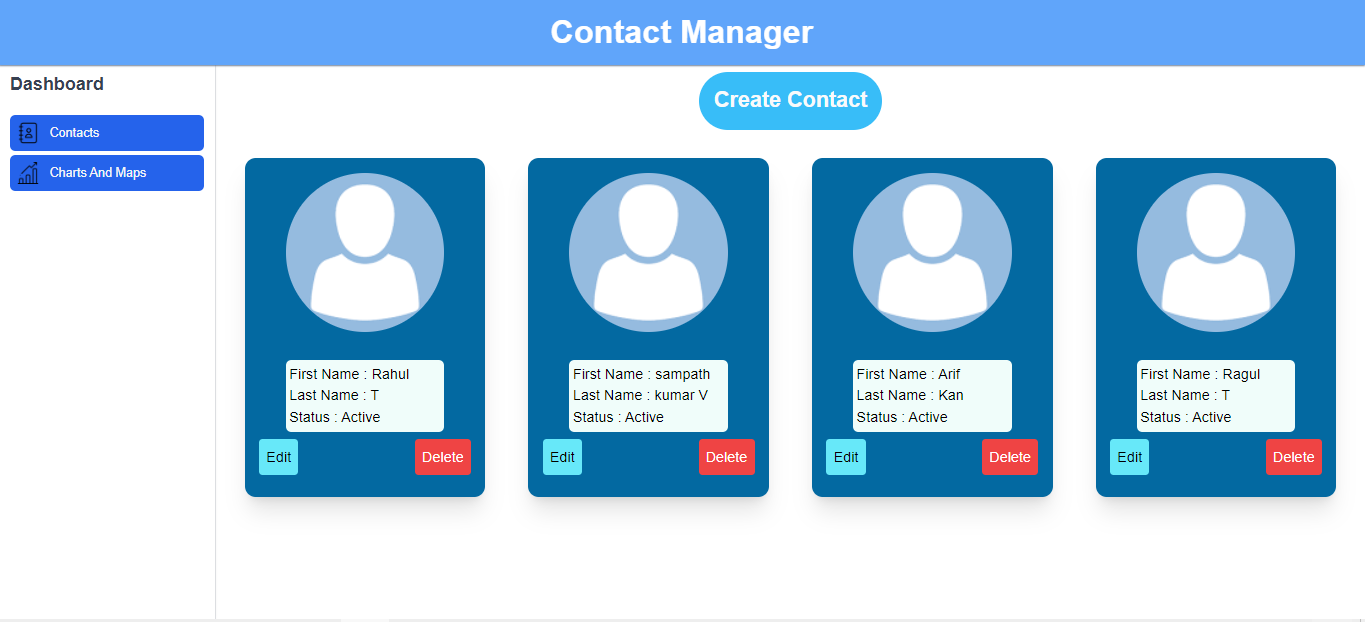 Contact Manager
Dashboard
Contacts
Charts And Maps
Create Contact
First Name : Rahul
Last Name : T
Status : Active
Edit
Delete
First Name : sampath
Last Name : kumar V
Status : Active
Edit
Delete
First Name : Arif
Last Name : Kan
Status : Active
Edit
Delete
First Name : Ragul
Last Name : T
Status : Active
Edit
Delete